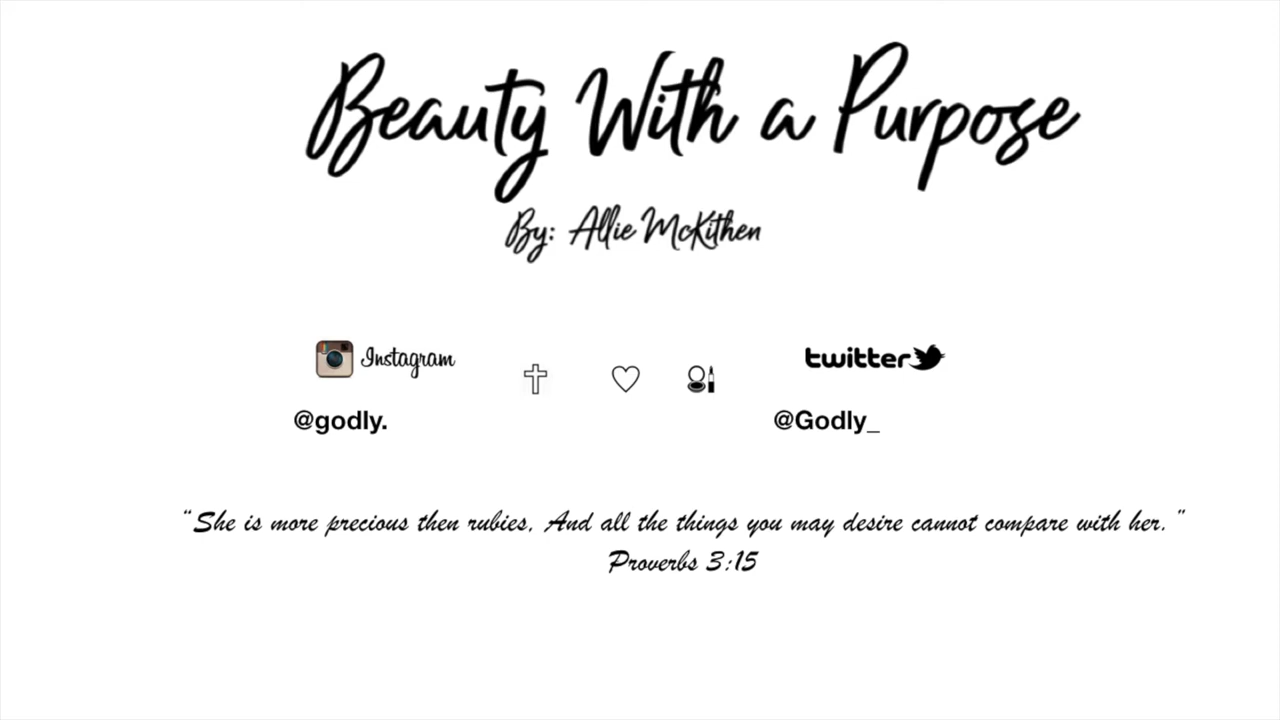 Beauty With a Purpose
By: Allie McKithen
Instagram
twitter
@godly.
@Godly_
“She is more precious then rubies, And all the things you may desire cannot compare with her.”
Proverbs 3:15